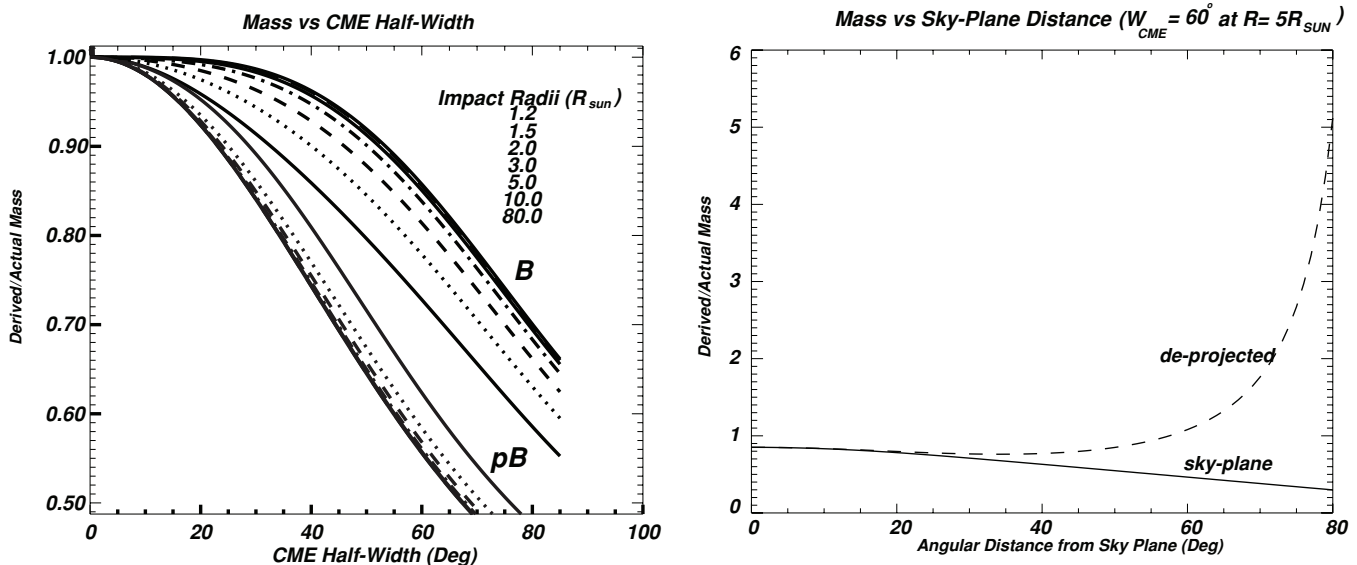 Mass vs CME Half-Width
Derived/Actual Mass
1.00
0.90
0.80
0.70
0.60
0.50
Impact Radii (R sun )
1.2
1.5
2.0
3.0
5.0
10.0
80.0
B
pB
0
20
40
60
80
100
CME Half-Width (Deg)
Mass vs Sky-Plane Distance (W CME = 60° at R= 5R SUN)
Derived/Actual Mass
6
5
4
3
2
1
0
de-projected
sky-plane
0
20
40
60
80
Angular Distance from Sky Plane (Deg)